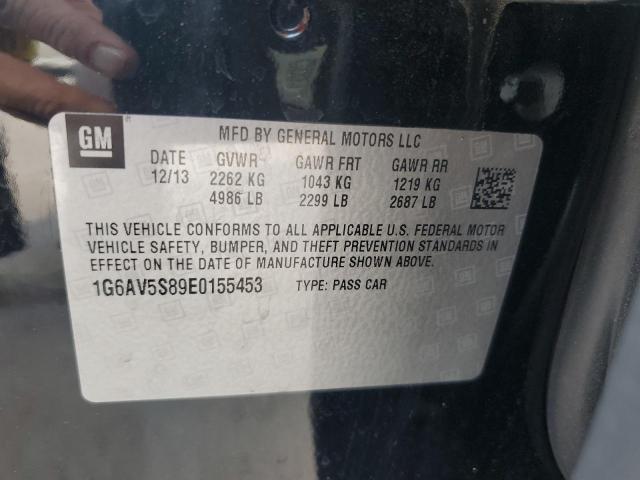 GM
MFD BY GENERAL MOTORS LLC
DATE GVWR GAWR FRT GAWR RR
12/13 2262 KG 1043 KG 1219 KG
4986 LB 2299 LB 2687 LB
THIS VEHICLE CONFORMS TO ALL APPLICABLE U.S. FEDERAL MOTOR
VEHICLE SAFETY, BUMPER, AND THEFT PREVENTION STANDARDS IN
EFFECT ON THE DATE OF MANUFACTURE SHOWN ABOVE.
1G6AV5S89E0155453 TYPE: PASS CAR